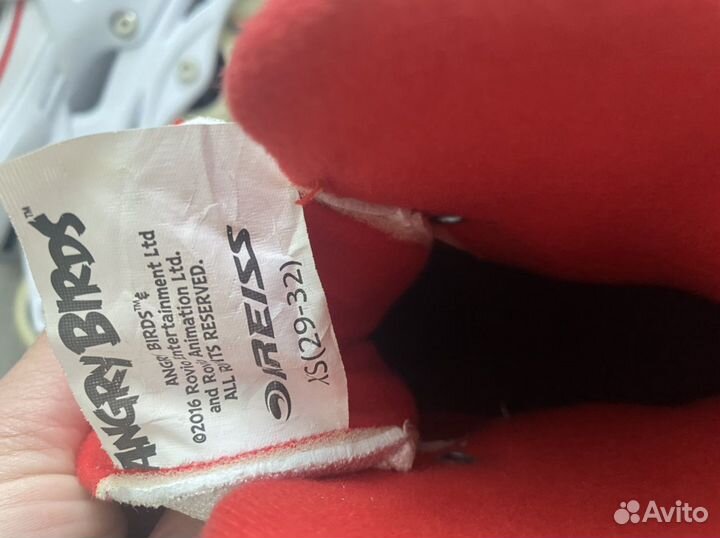 ANGRY BIRDS™
ANGR BIRDS™&
©2016 Rovio Entertainment Ltd
and Rovio Animation Ltd.
ALL RIGHTS RESERVED.
REISS
XS(29-32)
Avito